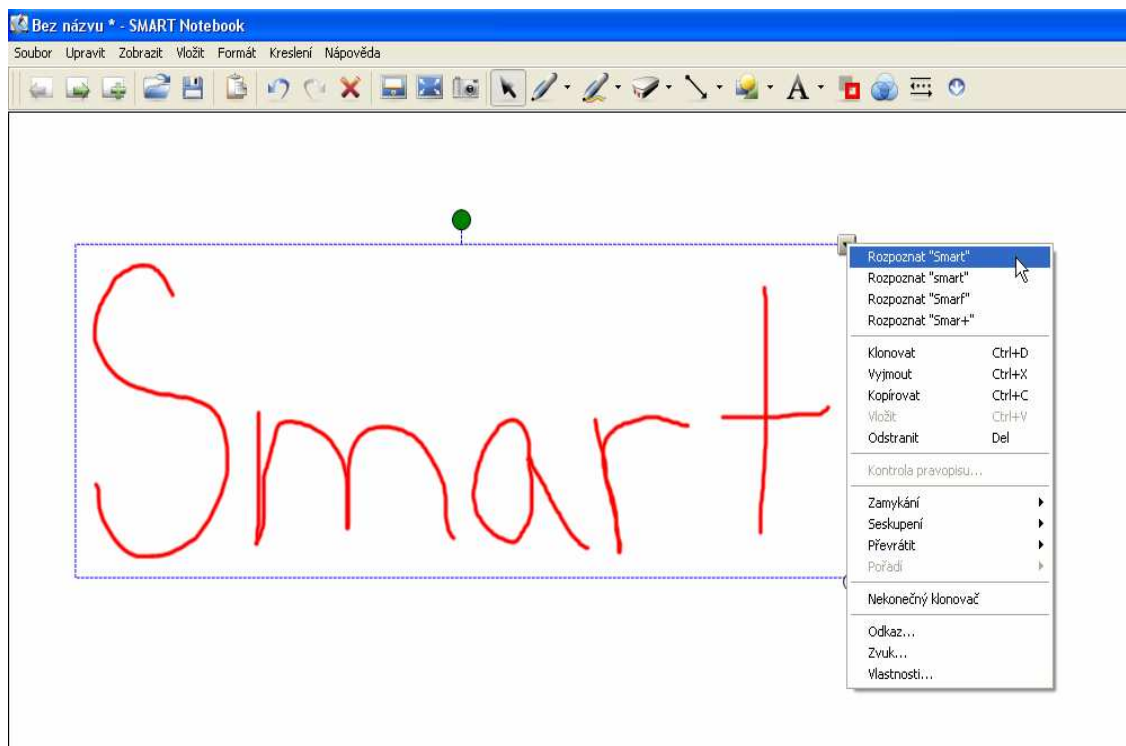 Bez názvu * - SMART Notebook
Soubor Upravit Zobrazit Vložit Formát Kreslení Nápověda
Smart
Rozpoznat "Smart"
Rozpoznat "smart"
Rozpoznat "Smarf"
Rozpoznat "Smar+"
Klonovat Ctrl+D
Vyjmout Ctrl+X
Kopírovat Ctrl+C
Vložit Ctrl+V
Odstranit Del
Kontrola pravopisu...
Zamykání
Seskupení
Převrátit
Pořadí
Nekonečný klonovač
Odkaz...
Zvuk...
Vlastnosti...